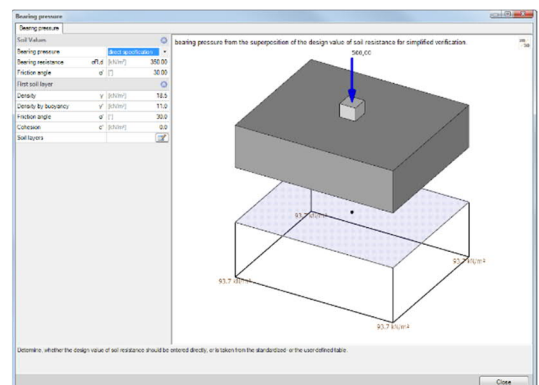 Bearing pressure
Bearing pressure
Soil Values
Bearing pressure direct specification
Bearing resistance σR,d [kN/m²] 350.00
Friction angle φ' [°] 30.00
First soil layer
Density γ [kN/m³] 18.5
Density by buoyancy γ' [kN/m³] 11.0
Friction angle φ' [°] 30.0
Cohesion c' [kN/m²] 0.0
Soil layers
bearing pressure from the superposition of the design value of soil resistance for simplified verification.
500,00
93.7 kN/m²
93.7 kN/m²
93.7 kN/m²
93.7 kN/m²
Determine, whether the design value of soil resistance should be entered directly, or is taken from the standardized- or the user-defined table.
Close